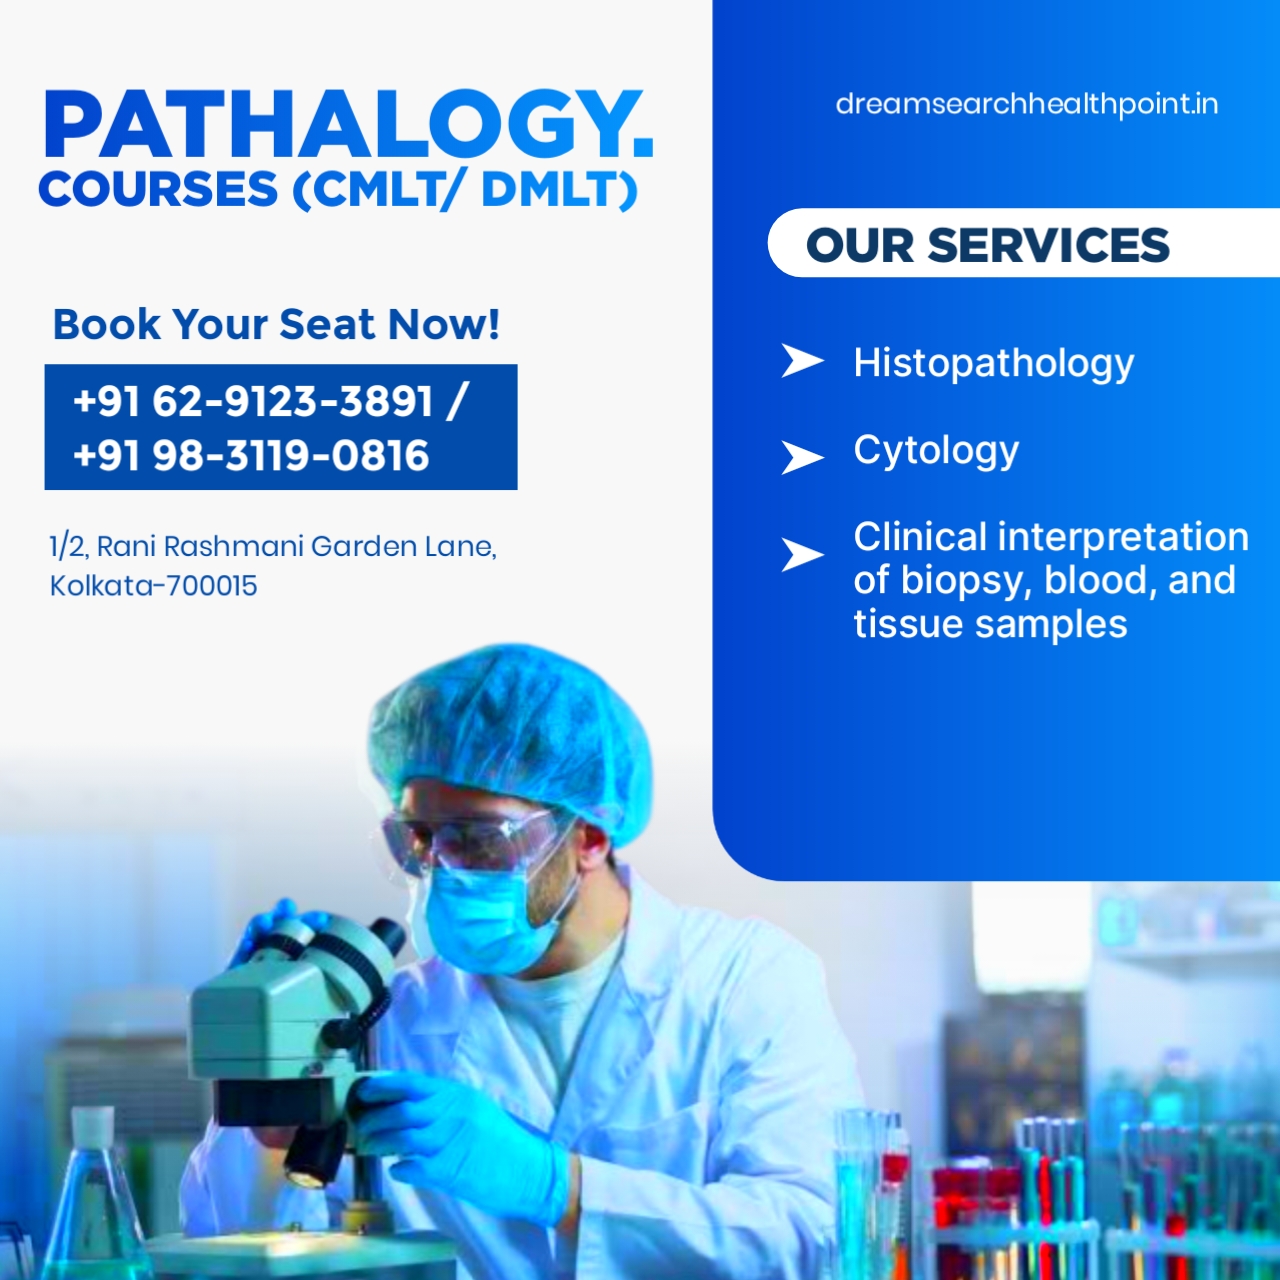 PATHALOGY.
COURSES (CMLT/ DMLT)
Book Your Seat Now!
+91 62-9123-3891 /
+91 98-3119-0816
1/2, Rani Rashmani Garden Lane,
Kolkata-700015
dreamsearchhealthpoint.in
OUR SERVICES
Histopathology
Cytology
Clinical interpretation
of biopsy, blood, and
tissue samples